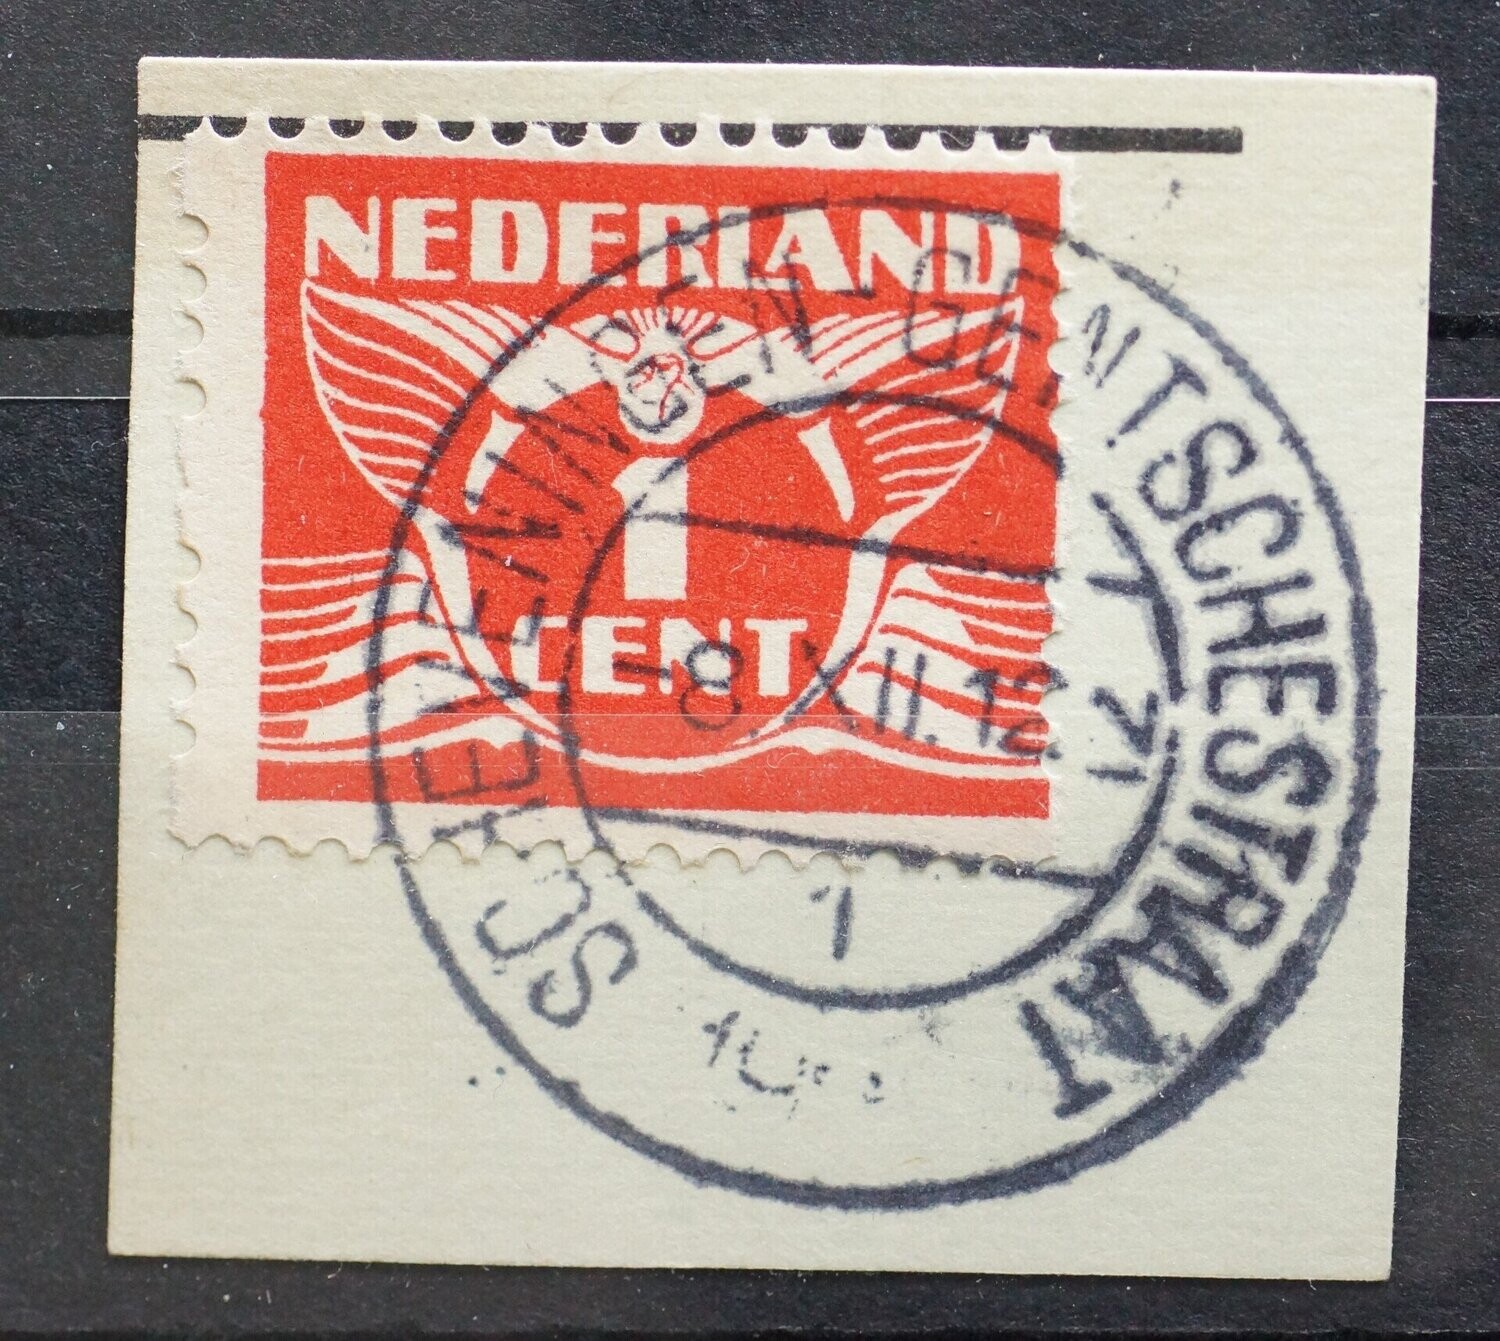 NEDERLAND
1
CENT
SCHEVENINGEN-GENTSCHESTRAAT
-8.XII.12
1